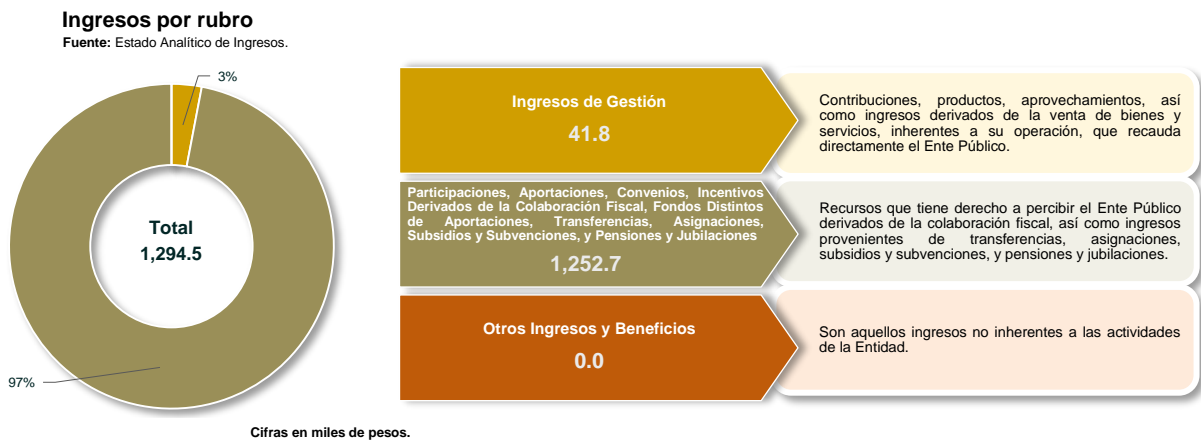 Ingresos por rubro
Fuente: Estado Analítico de Ingresos.
3%
Total
1,294.5
97%
Ingresos de Gestión
41.8
Contribuciones, productos, aprovechamientos, así
como ingresos derivados de la venta de bienes y
servicios, inherentes a su operación, que recauda
directamente el Ente Público.
Participaciones, Aportaciones, Convenios, Incentivos
Derivados de la Colaboración Fiscal, Fondos Distintos
de Aportaciones, Transferencias, Asignaciones,
Subsidios y Subvenciones, y Pensiones y Jubilaciones
1,252.7
Recursos que tiene derecho a percibir el Ente Público
derivados de la colaboración fiscal, así como ingresos
provenientes de transferencias, asignaciones,
subsidios y subvenciones, y pensiones y jubilaciones.
Otros Ingresos y Beneficios
0.0
Son aquellos ingresos no inherentes a las actividades
de la Entidad.
Cifras en miles de pesos.